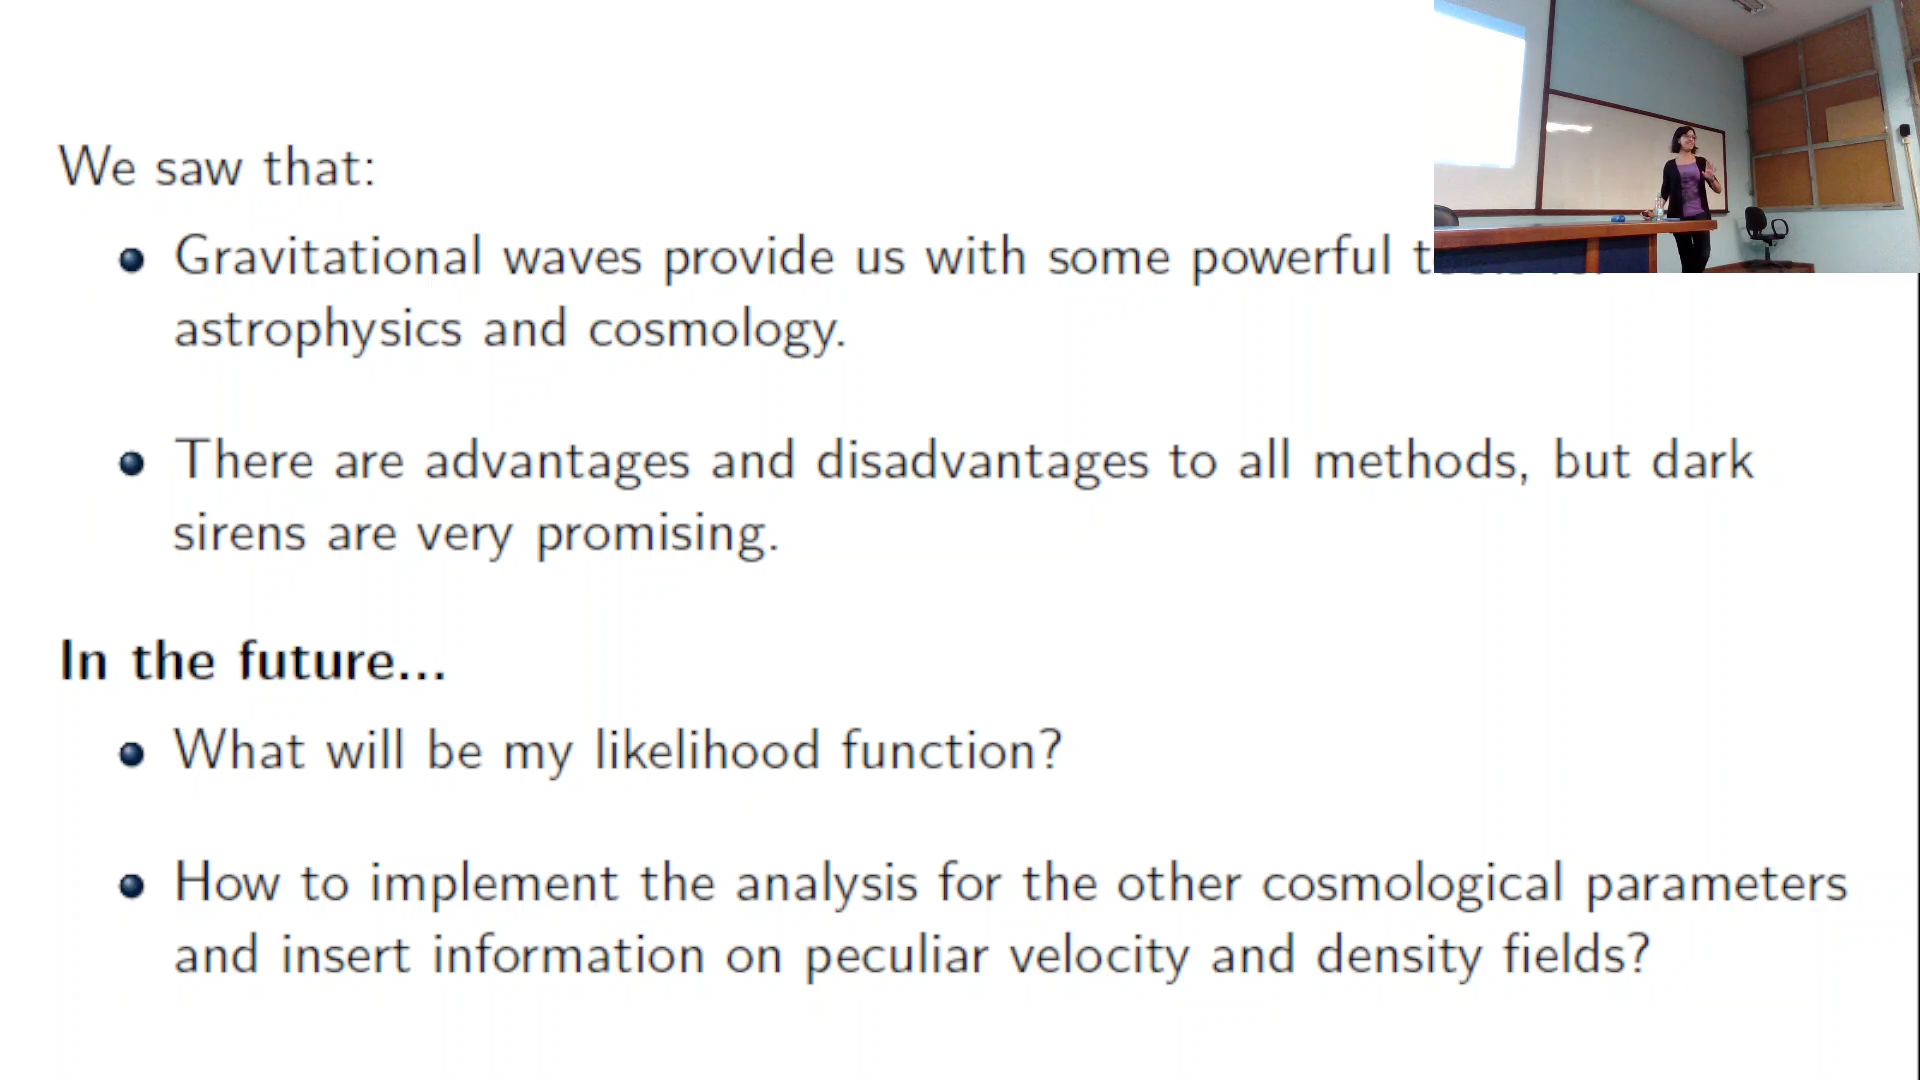 We saw that:
Gravitational waves provide us with some powerful
astrophysics and cosmology.
There are advantages and disadvantages to all methods, but dark
sirens are very promising.
In the future...
What will be my likelihood function?
How to implement the analysis for the other cosmological parameters
and insert information on peculiar velocity and density fields?